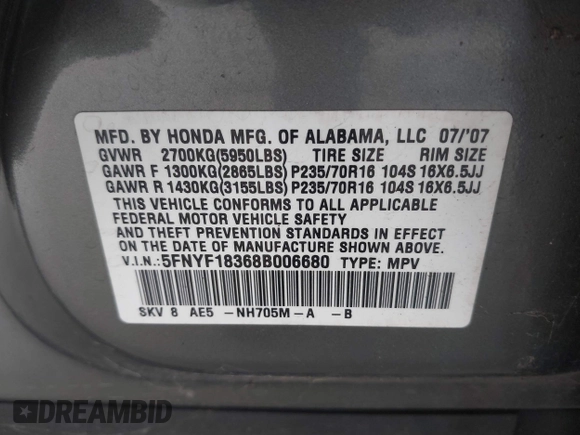 MFD. BY HONDA MFG. OF ALABAMA, LLC 07/'07
GVWR 2700KG(5950LBS) TIRE SIZE RIM SIZE
GAWR F 1300KG(2865LBS) P235/70R16 104S 16X6.5JJ
GAWR R 1430KG(3155LBS) P235/70R16 104S 16X6.5JJ
THIS VEHICLE CONFORMS TO ALL APPLICABLE
FEDERAL MOTOR VEHICLE SAFETY
AND THEFT PREVENTION STANDARDS IN EFFECT
ON THE DATE OF MANUFACTURE SHOWN ABOVE.
V.I.N.:5FNYF18368B006680 TYPE: MPV
SKV 8 AE5 -NH705M-A -B
DREAMBID